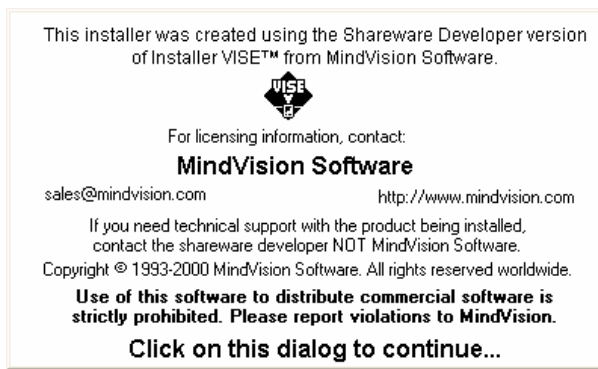 This installer was created using the Shareware Developer version
of Installer VISE™ from MindVision Software.
VISE
For licensing information, contact:
MindVision Software
sales@mindvision.com
http://www.mindvision.com
If you need technical support with the product being installed,
contact the shareware developer NOT MindVision Software.
Copyright © 1993-2000 MindVision Software. All rights reserved worldwide.
Use of this software to distribute commercial software is
strictly prohibited. Please report violations to MindVision.
Click on this dialog to continue...